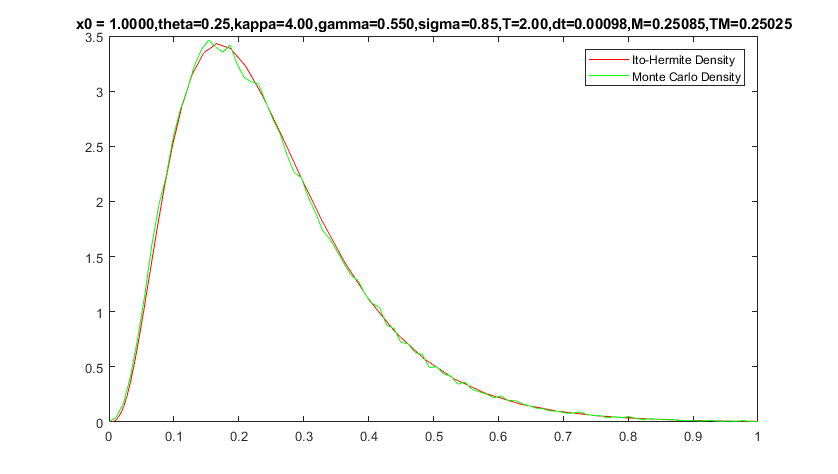 x0 = 1.0000,theta=0.25,kappa=4.00,gamma=0.550,sigma=0.85,T=2.00,dt=0.00098,M=0.25085,TM=0.25025
Ito-Hermite Density
Monte Carlo Density
3.5
3
2.5
2
1.5
1
0.5
0
0 0.1 0.2 0.3 0.4 0.5 0.6 0.7 0.8 0.9 1